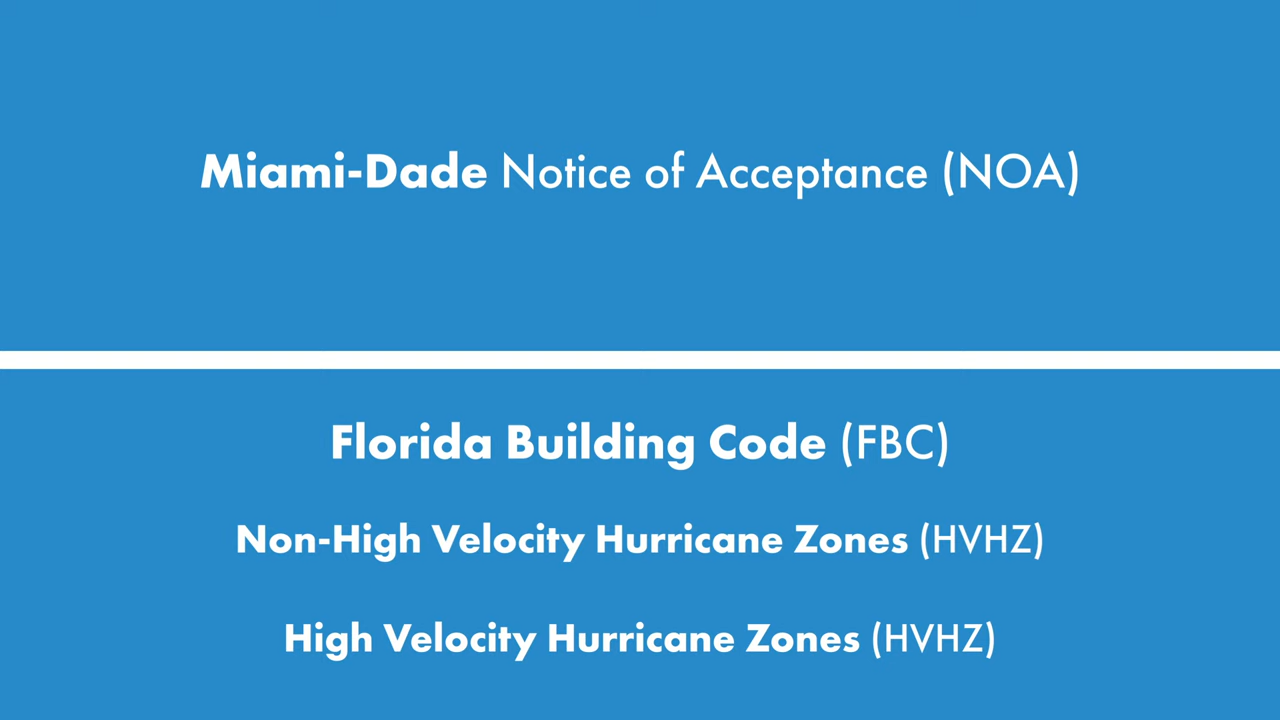 Miami-Dade Notice of Acceptance (NOA)
Florida Building Code (FBC)
Non-High Velocity Hurricane Zones (HVHZ)
High Velocity Hurricane Zones (HVHZ)